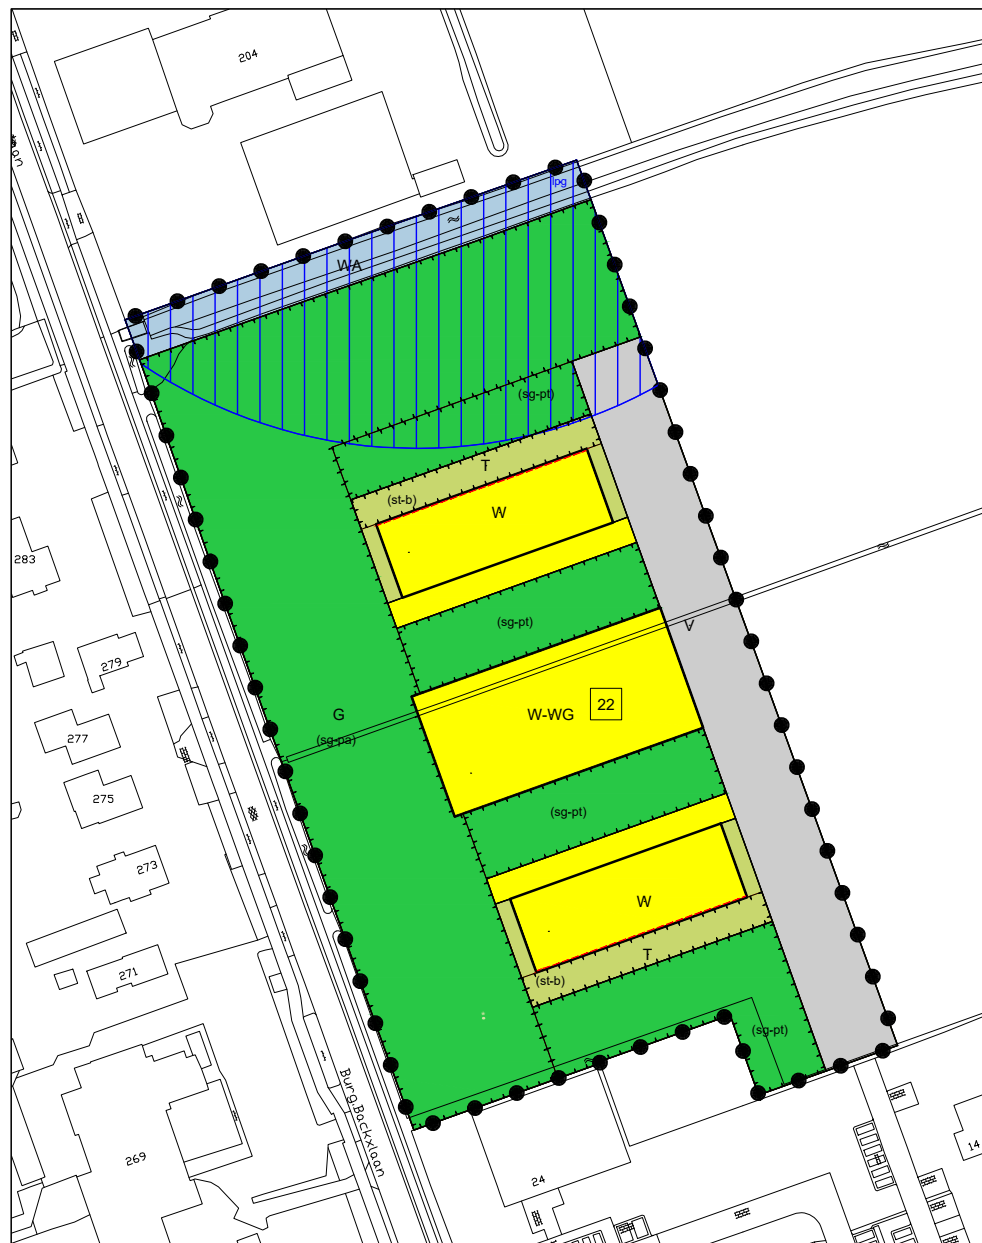 204
lpg
WA
(sg-pt)
T
(st-b)
W
283
(sg-pt)
V
279
22
W-WG
G
(sg-pa)
277
275
(sg-pt)
273
W
T
271
(st-b)
(sg-pt)
Burg.Backxlaan
269
14
24